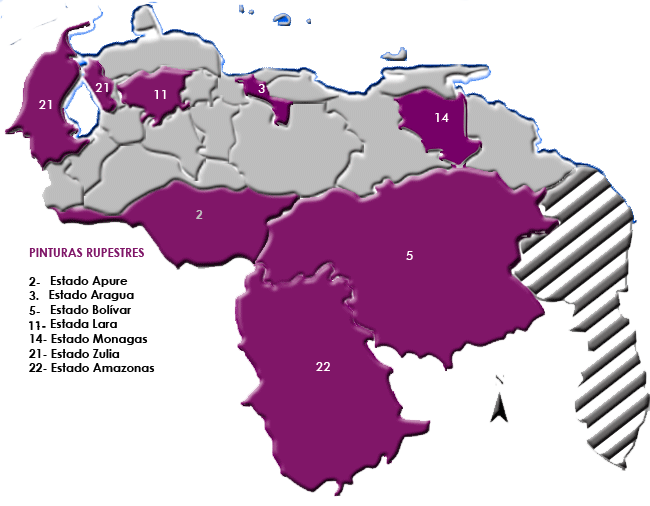 21
21
11
3
14
2
5
22
PINTURAS RUPESTRES
2- Estado Apure
3. Estado Aragua
5- Estado Bolívar
11- Estada Lara
14- Estado Monagas
21- Estado Zulia
22- Estado Amazonas